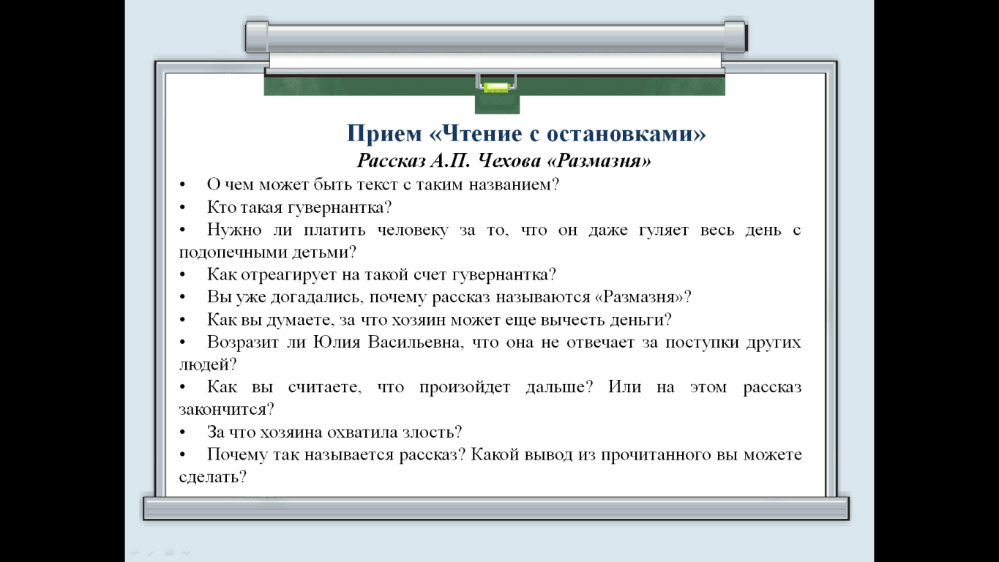 Прием «Чтение с остановками»
Рассказ А.П. Чехова «Размазня»
• О чем может быть текст с таким названием?
• Кто такая гувернантка?
• Нужно ли платить человеку за то, что он даже гуляет весь день с
подопечными детьми?
• Как отреагирует на такой счет гувернантка?
• Вы уже догадались, почему рассказ называются «Размазня»?
• Как вы думаете, за что хозяин может еще вычесть деньги?
• Возразит ли Юлия Васильевна, что она не отвечает за поступки других
людей?
• Как вы считаете, что произойдет дальше? Или на этом рассказ
закончится?
• За что хозяина охватила злость?
• Почему так называется рассказ? Какой вывод из прочитанного вы можете
сделать?